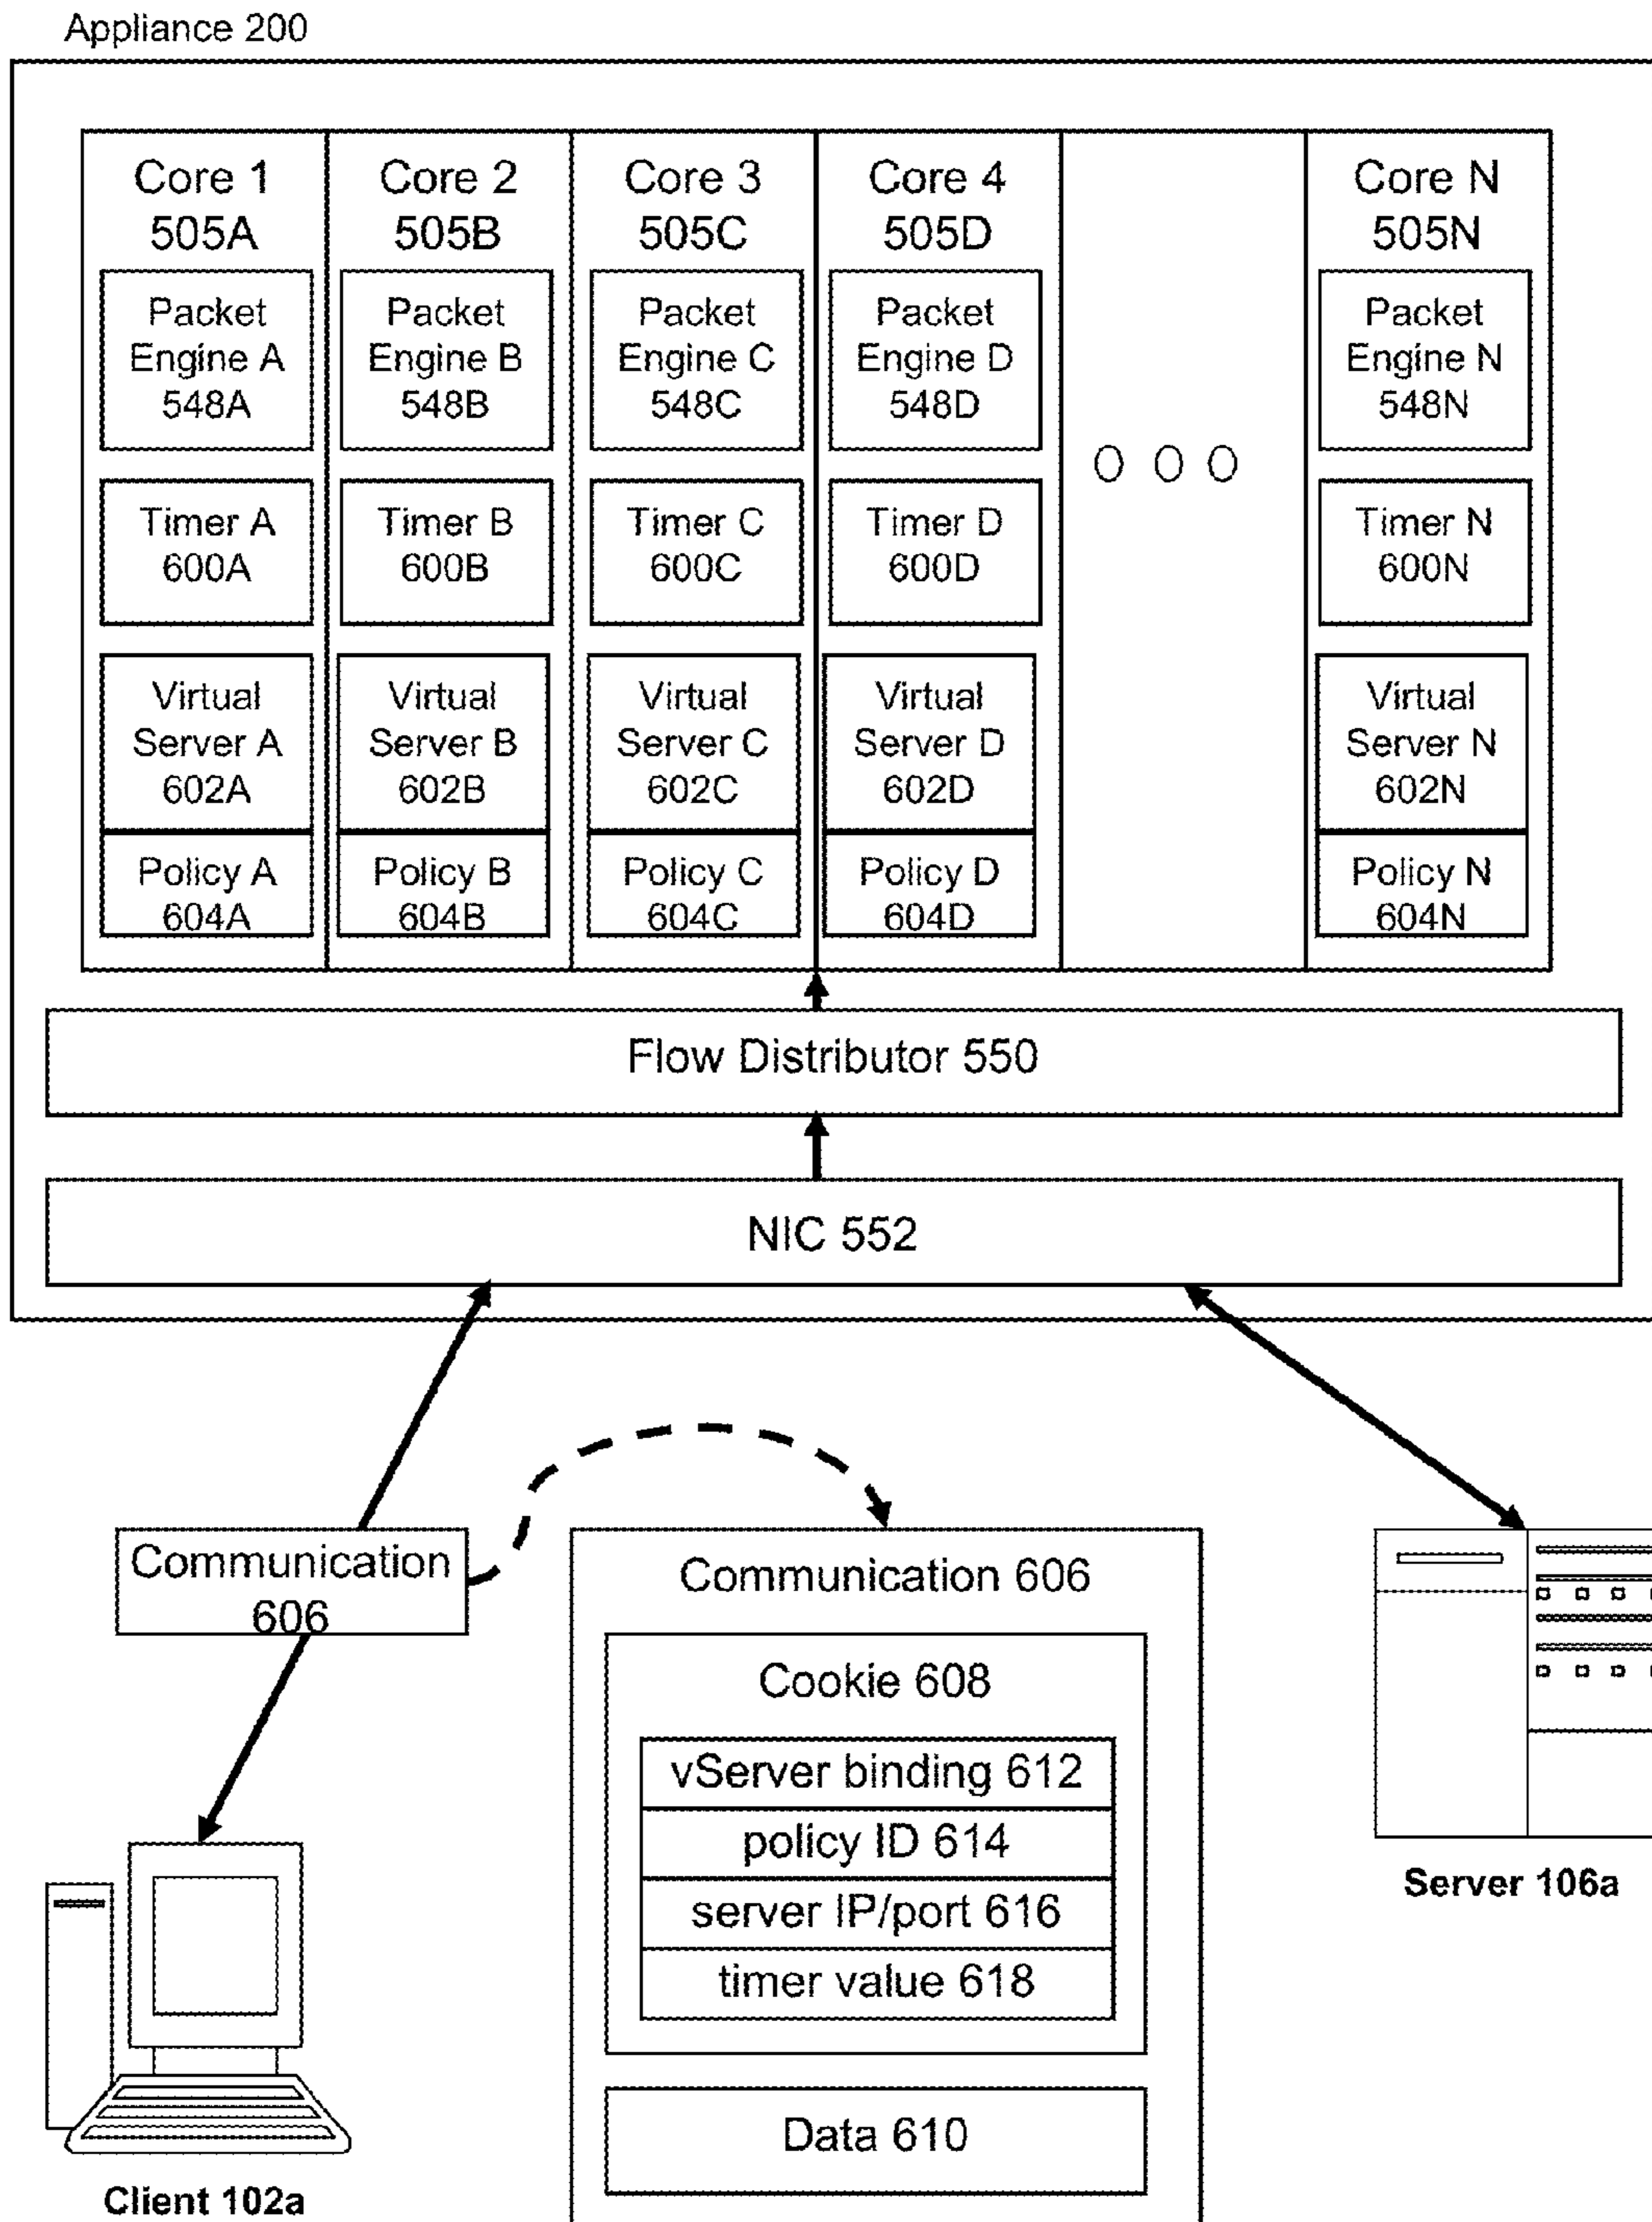 Appliance 200
Core 1
505A
Packet
Engine A
548A
Timer A
600A
Virtual
Server A
602A
Policy A
604A
Core 2
505B
Packet
Engine B
548B
Timer B
600B
Virtual
Server B
602B
Policy B
604B
Core 3
505C
Packet
Engine C
548C
Timer C
600C
Virtual
Server C
602C
Policy C
604C
Core 4
505D
Packet
Engine D
548D
Timer D
600D
Virtual
Server D
602D
Policy D
604D
Core N
505N
Packet
Engine N
548N
Timer N
600N
Virtual
Server N
602N
Policy N
604N
Flow Distributor 550
NIC 552
Communication
606
Communication 606
Cookie 608
vServer binding 612
policy ID 614
server IP/port 616
timer value 618
Data 610
Server 106a
Client 102a